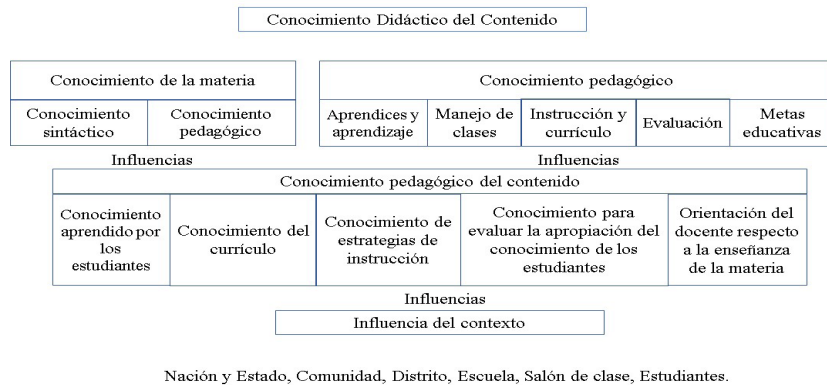 Conocimiento Didáctico del Contenido
Conocimiento de la materia
Conocimiento
sintáctico
Conocimiento
pedagógico
Conocimiento pedagógico
Aprendices y
aprendizaje
Manejo de
clases
Instrucción y
currículo
Evaluación
Metas
educativas
Influencias
Influencias
Conocimiento pedagógico del contenido
Conocimiento
aprendido por
los
estudiantes
Conocimiento del
currículo
Conocimiento de
estrategias de
instrucción
Conocimiento para
evaluar la apropiación del
conocimiento de los
estudiantes
Orientación del
docente respecto
a la enseñanza
de la materia
Influencias
Influencia del contexto
Nación y Estado, Comunidad, Distrito, Escuela, Salón de clase, Estudiantes.